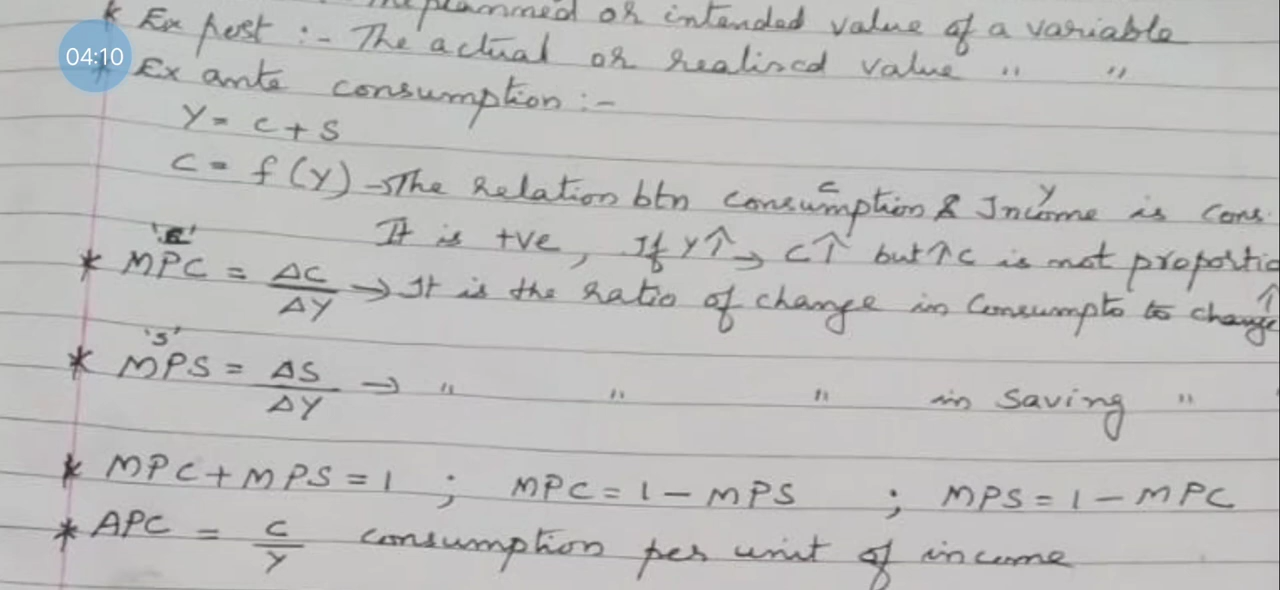 planned or intended value of a variable
* Ex post :- The actual or realised value " "
04:10
* Ex ante consumption :-
Y = C + S
C = f (Y) - The relation btn consumption & Income is cons
C Y
It is +ve, If Y↑ → C↑ but ↑C is not proportio
'c'
* MPC = ΔC/ΔY → It is the ratio of change in Consumpto to change
's'
* MPS = ΔS/ΔY → " " " in saving "
* MPC + MPS = 1 ; MPC = 1 - MPS ; MPS = 1 - MPC
* APC = C/Y consumption per unit of income